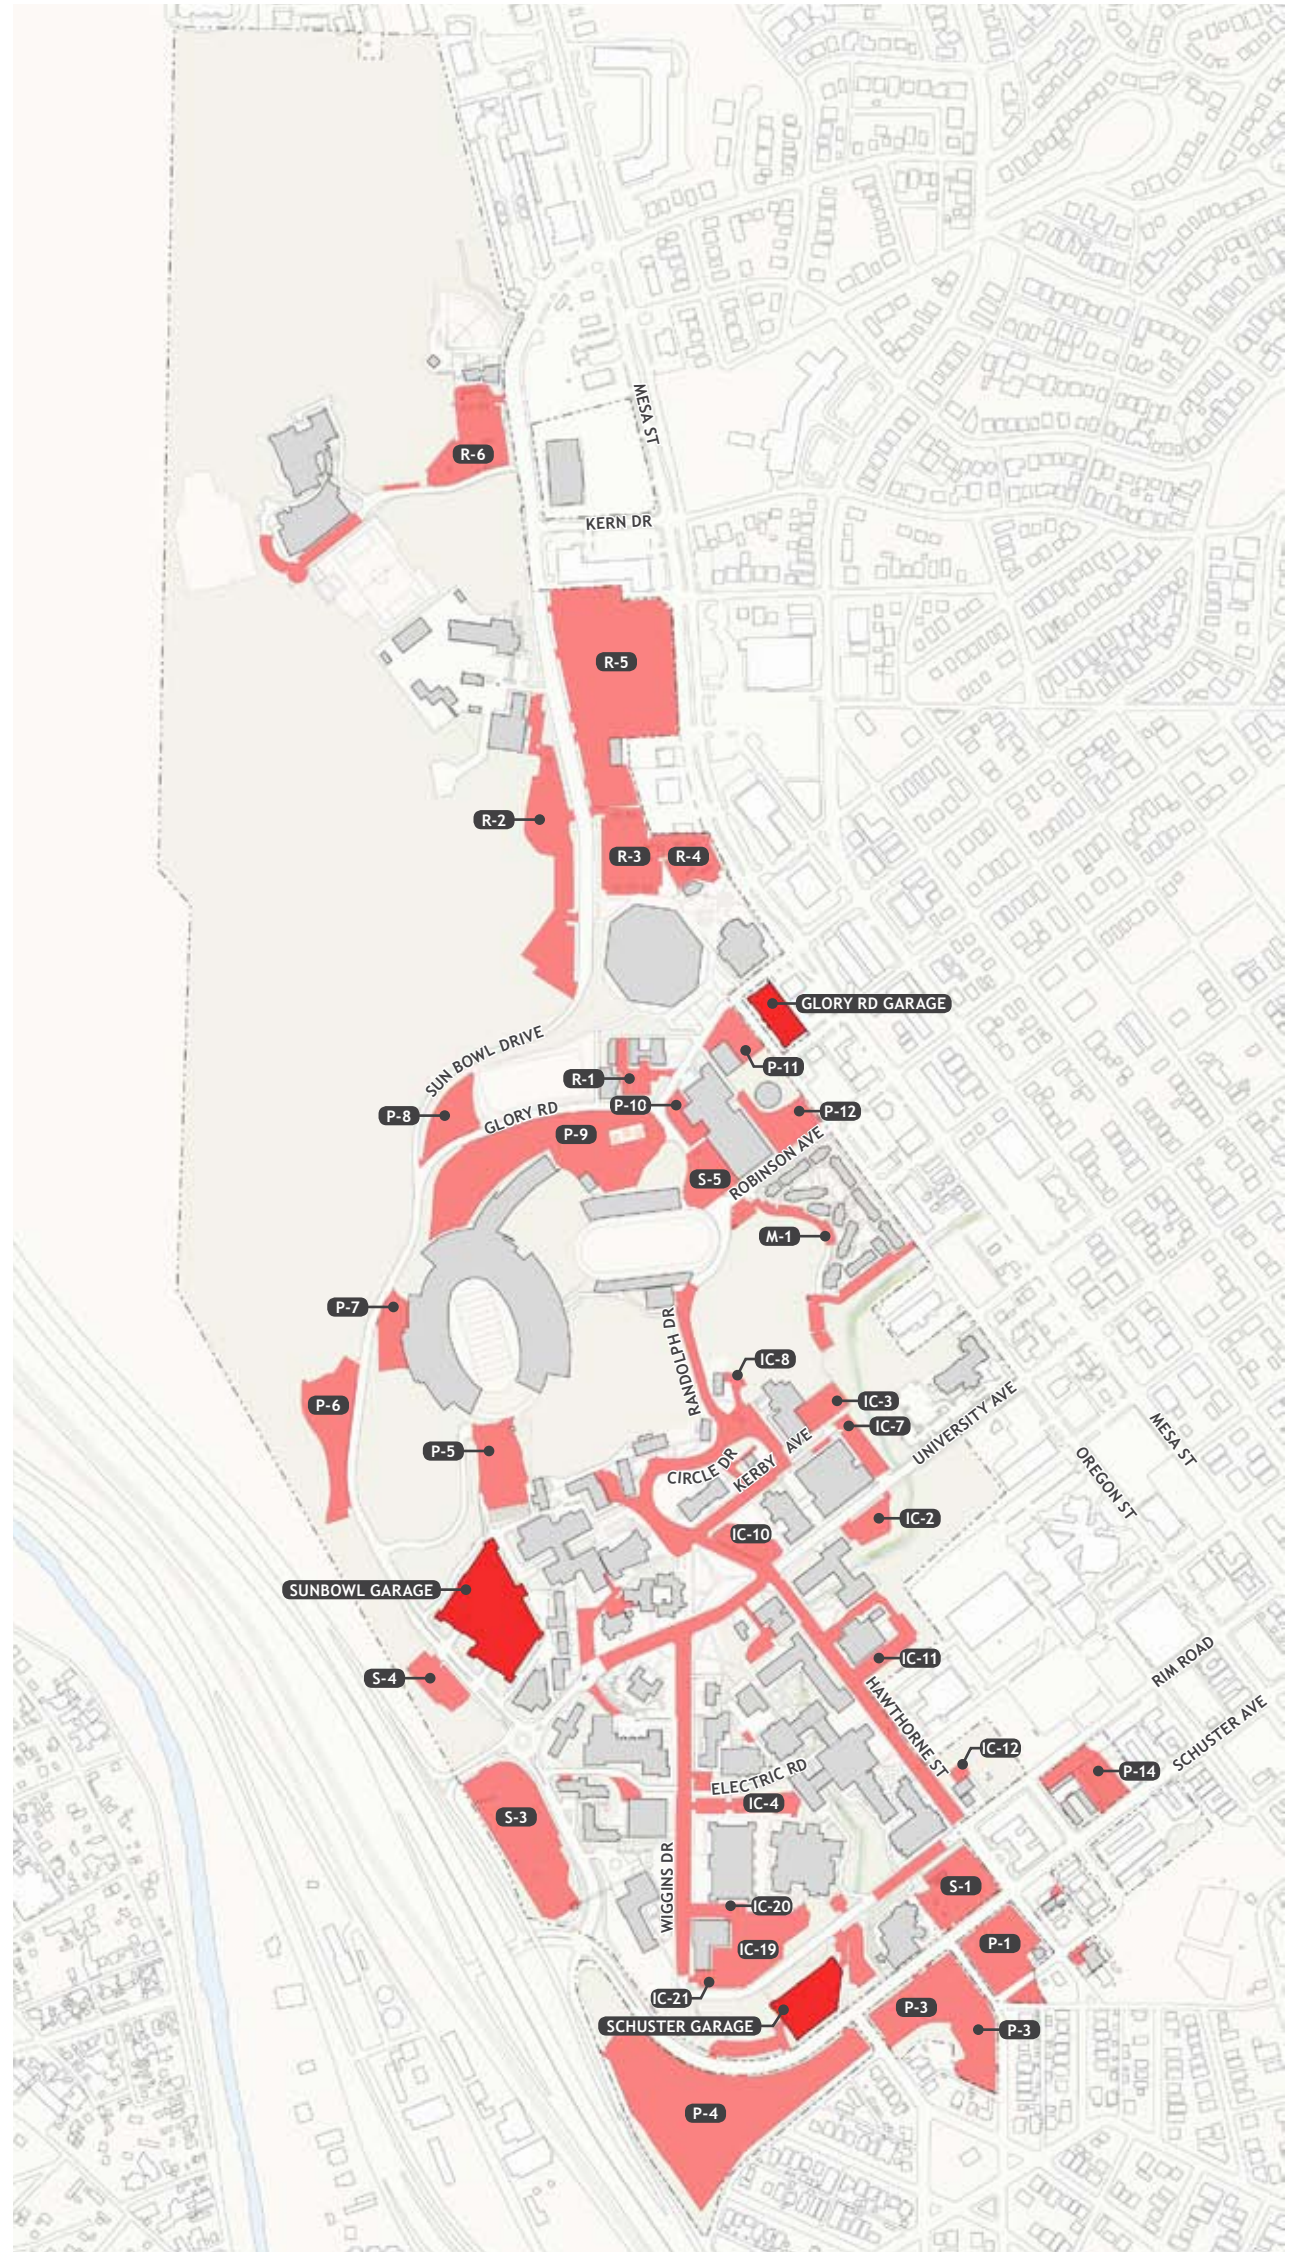 MESA ST
R-6
KERN DR
R-5
R-2
R-3
R-4
GLORY RD GARAGE
SUN BOWL DRIVE
P-11
R-1
P-10
P-12
P-8
GLORY RD
P-9
ROBINSON AVE
S-5
M-1
P-7
RANDOLPH DR
IC-8
IC-3
P-6
IC-7
UNIVERSITY AVE
MESA ST
P-5
CIRCLE DR
KERBY AVE
OREGON ST
IC-2
IC-10
SUNBOWL GARAGE
IC-11
RIM ROAD
S-4
HAWTHORNE ST
SCHUSTER AVE
IC-12
P-14
ELECTRIC RD
IC-4
S-3
WIGGINS DR
S-1
IC-20
P-1
IC-19
IC-21
P-3
SCHUSTER GARAGE
P-3
P-4